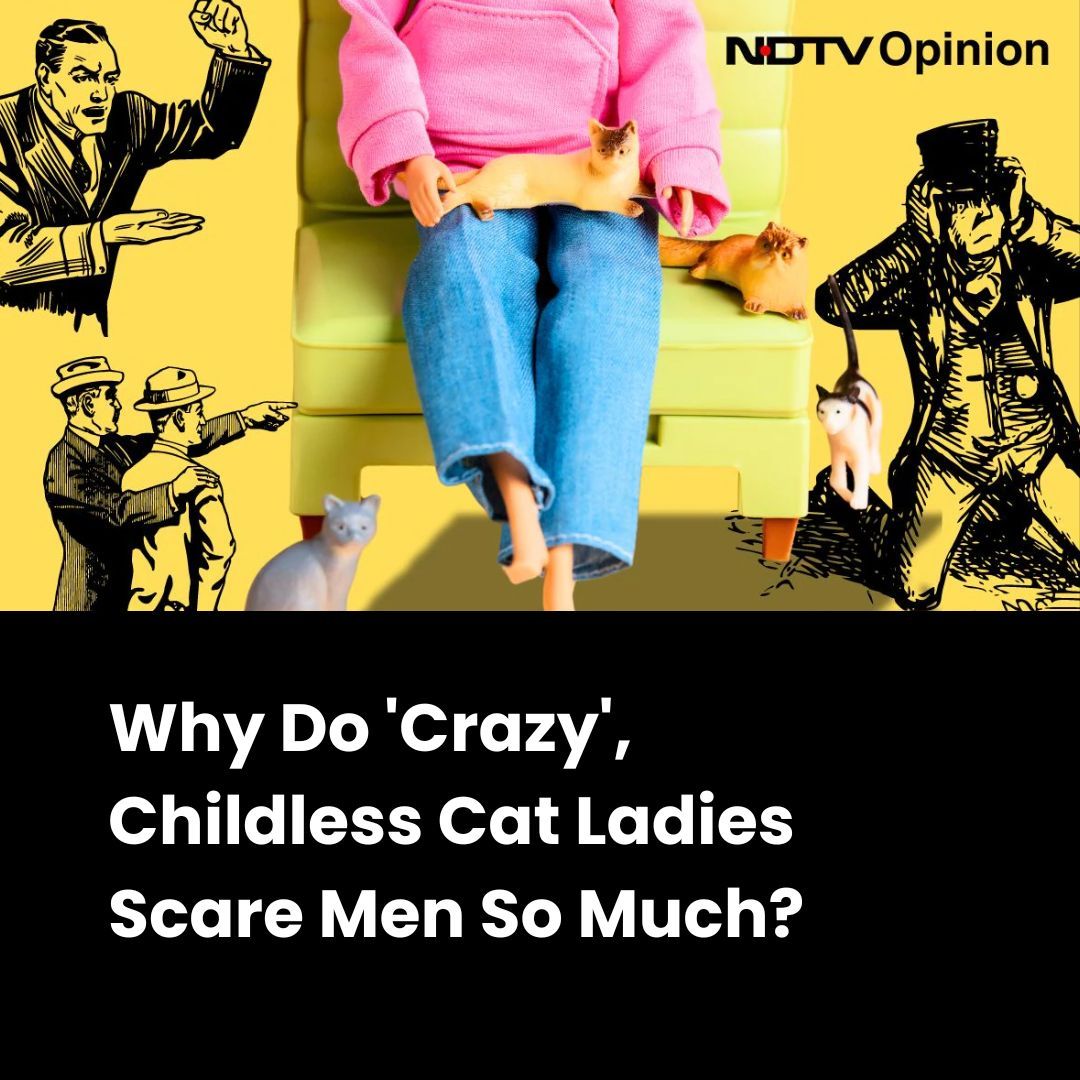 NDTV Opinion
Why Do 'Crazy',
Childless Cat Ladies
Scare Men So Much?